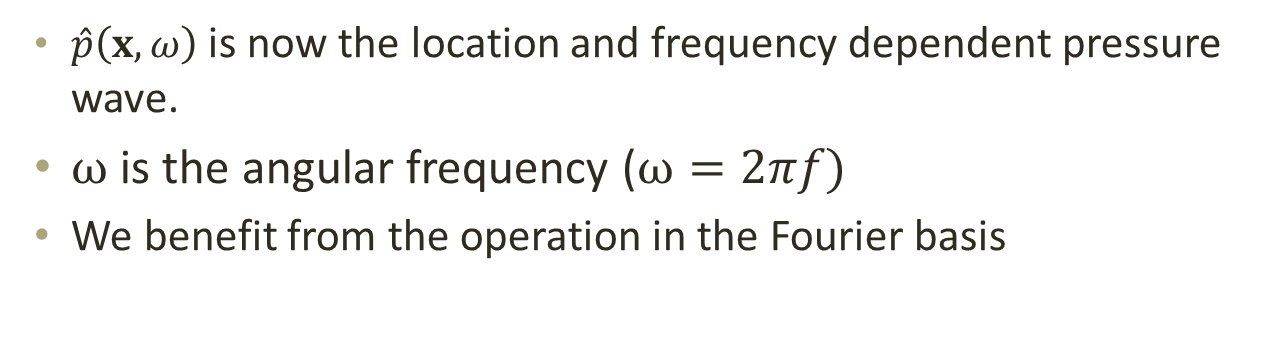 • p̂(𝐱, 𝜔) is now the location and frequency dependent pressure
wave.
• ω is the angular frequency (ω = 2𝜋𝑓)
• We benefit from the operation in the Fourier basis